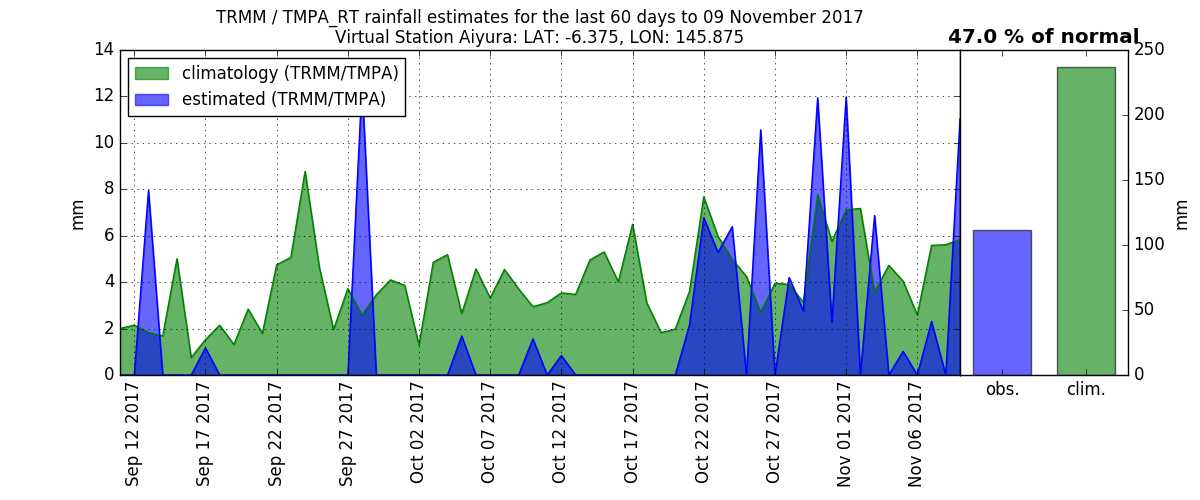 TRMM / TMPA_RT rainfall estimates for the last 60 days to 09 November 2017
Virtual Station Aiyura: LAT: -6.375, LON: 145.875
47.0 % of normal
climatology (TRMM/TMPA)
estimated (TRMM/TMPA)
mm
14
12
10
8
6
4
2
0
Sep 12 2017
Sep 17 2017
Sep 22 2017
Sep 27 2017
Oct 02 2017
Oct 07 2017
Oct 12 2017
Oct 17 2017
Oct 22 2017
Oct 27 2017
Nov 01 2017
Nov 06 2017
obs.
clim.
250
200
150
100
50
0
mm